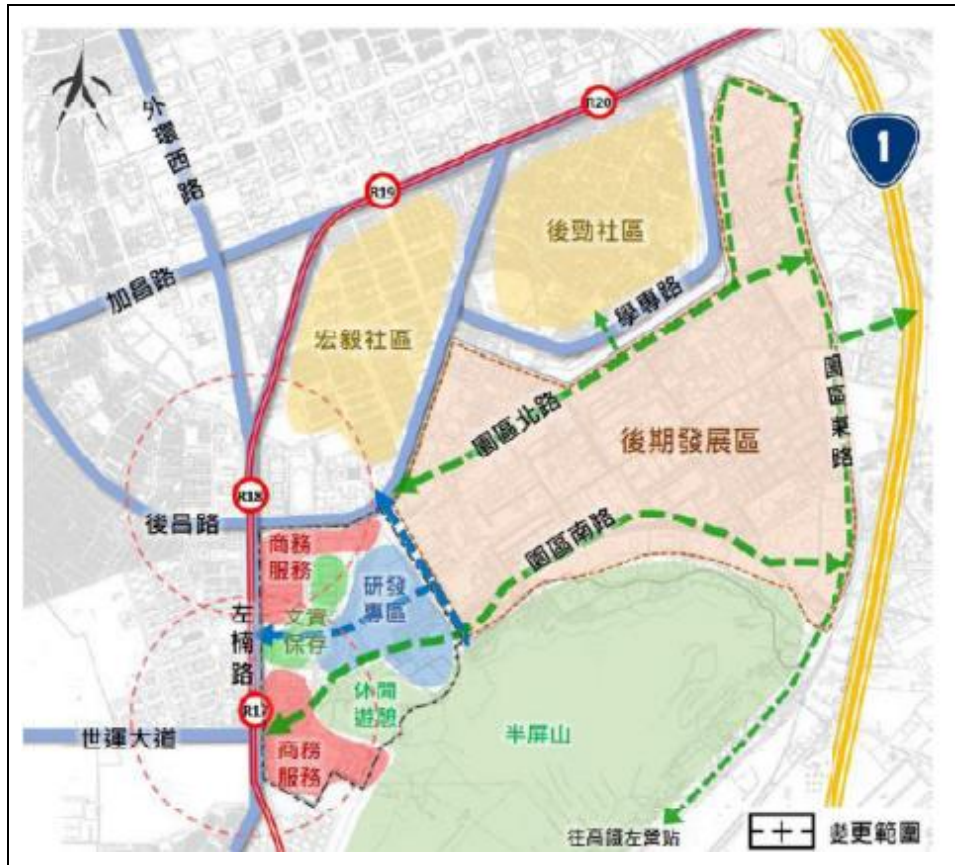 R20
1
外環西路
R19
後勁社區
加昌路
學專路
宏毅社區
園區北路
園區東路
後期發展區
R18
後昌路
園區南路
商務
服務
研發
專區
文資
保存
左楠路
休閒
遊憩
R17
世運大道
半屏山
商務
服務
往高鐵左營站
變更範圍